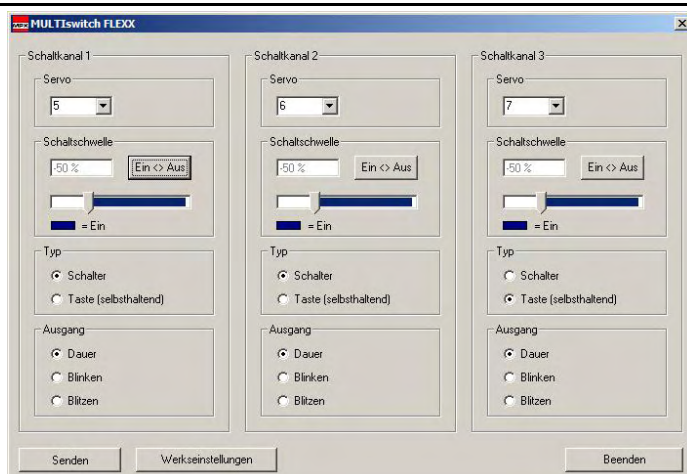 MPX MULTIswitch FLEXX
Schaltkanal 1
Servo
5
Schaltschwelle
-50 %
Ein <> Aus
= Ein
Typ
Schalter
Taste (selbsthaltend)
Ausgang
Dauer
Blinken
Blitzen
Schaltkanal 2
Servo
6
Schaltschwelle
-50 %
Ein <> Aus
= Ein
Typ
Schalter
Taste (selbsthaltend)
Ausgang
Dauer
Blinken
Blitzen
Schaltkanal 3
Servo
7
Schaltschwelle
-50 %
Ein <> Aus
= Ein
Typ
Schalter
Taste (selbsthaltend)
Ausgang
Dauer
Blinken
Blitzen
Senden
Werkseinstellungen
Beenden